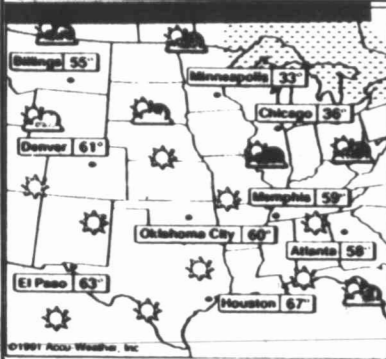 Billings 55°
Minneapolis 33°
Chicago 36°
Denver 61°
Memphis 59°
Oklahoma City 60°
Atlanta 58°
El Paso 63°
Houston 67°
©1991 Accu-Weather, Inc